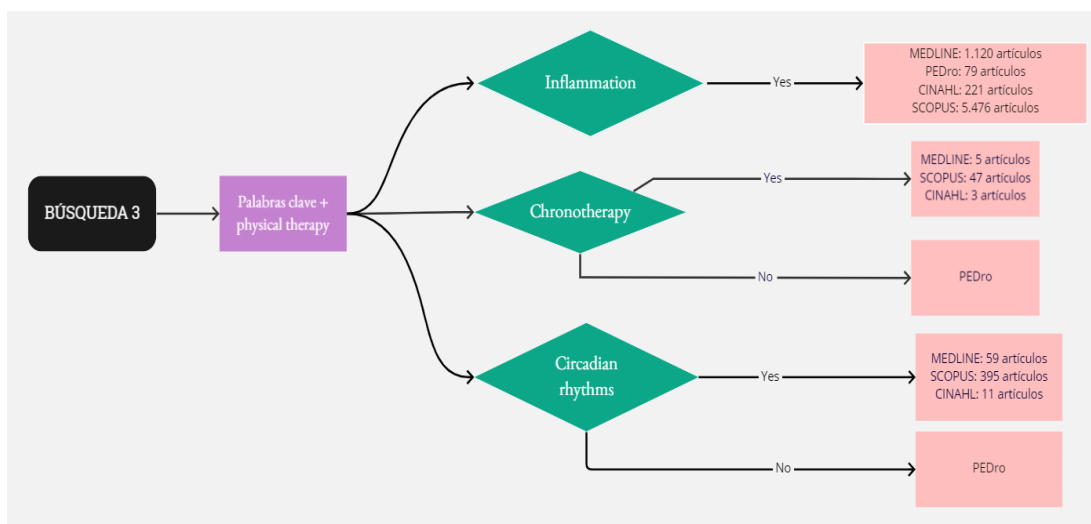 BÚSQUEDA 3
Palabras clave +
physical therapy
Inflammation
Yes
MEDLINE: 1.120 artículos
PEDro: 79 artículos
CINAHL: 221 artículos
SCOPUS: 5.476 artículos
Chronotherapy
Yes
MEDLINE: 5 artículos
SCOPUS: 47 artículos
CINAHL: 3 artículos
No
PEDro
Circadian
rhythms
Yes
MEDLINE: 59 artículos
SCOPUS: 395 artículos
CINAHL: 11 artículos
No
PEDro